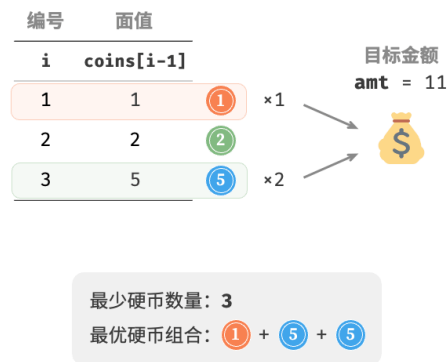 编号 面值
i coins[i-1]
1 1 1 ×1
2 2 2
3 5 5 ×2
目标金额
amt = 11
$
最少硬币数量：3
最优硬币组合：1 + 5 + 5